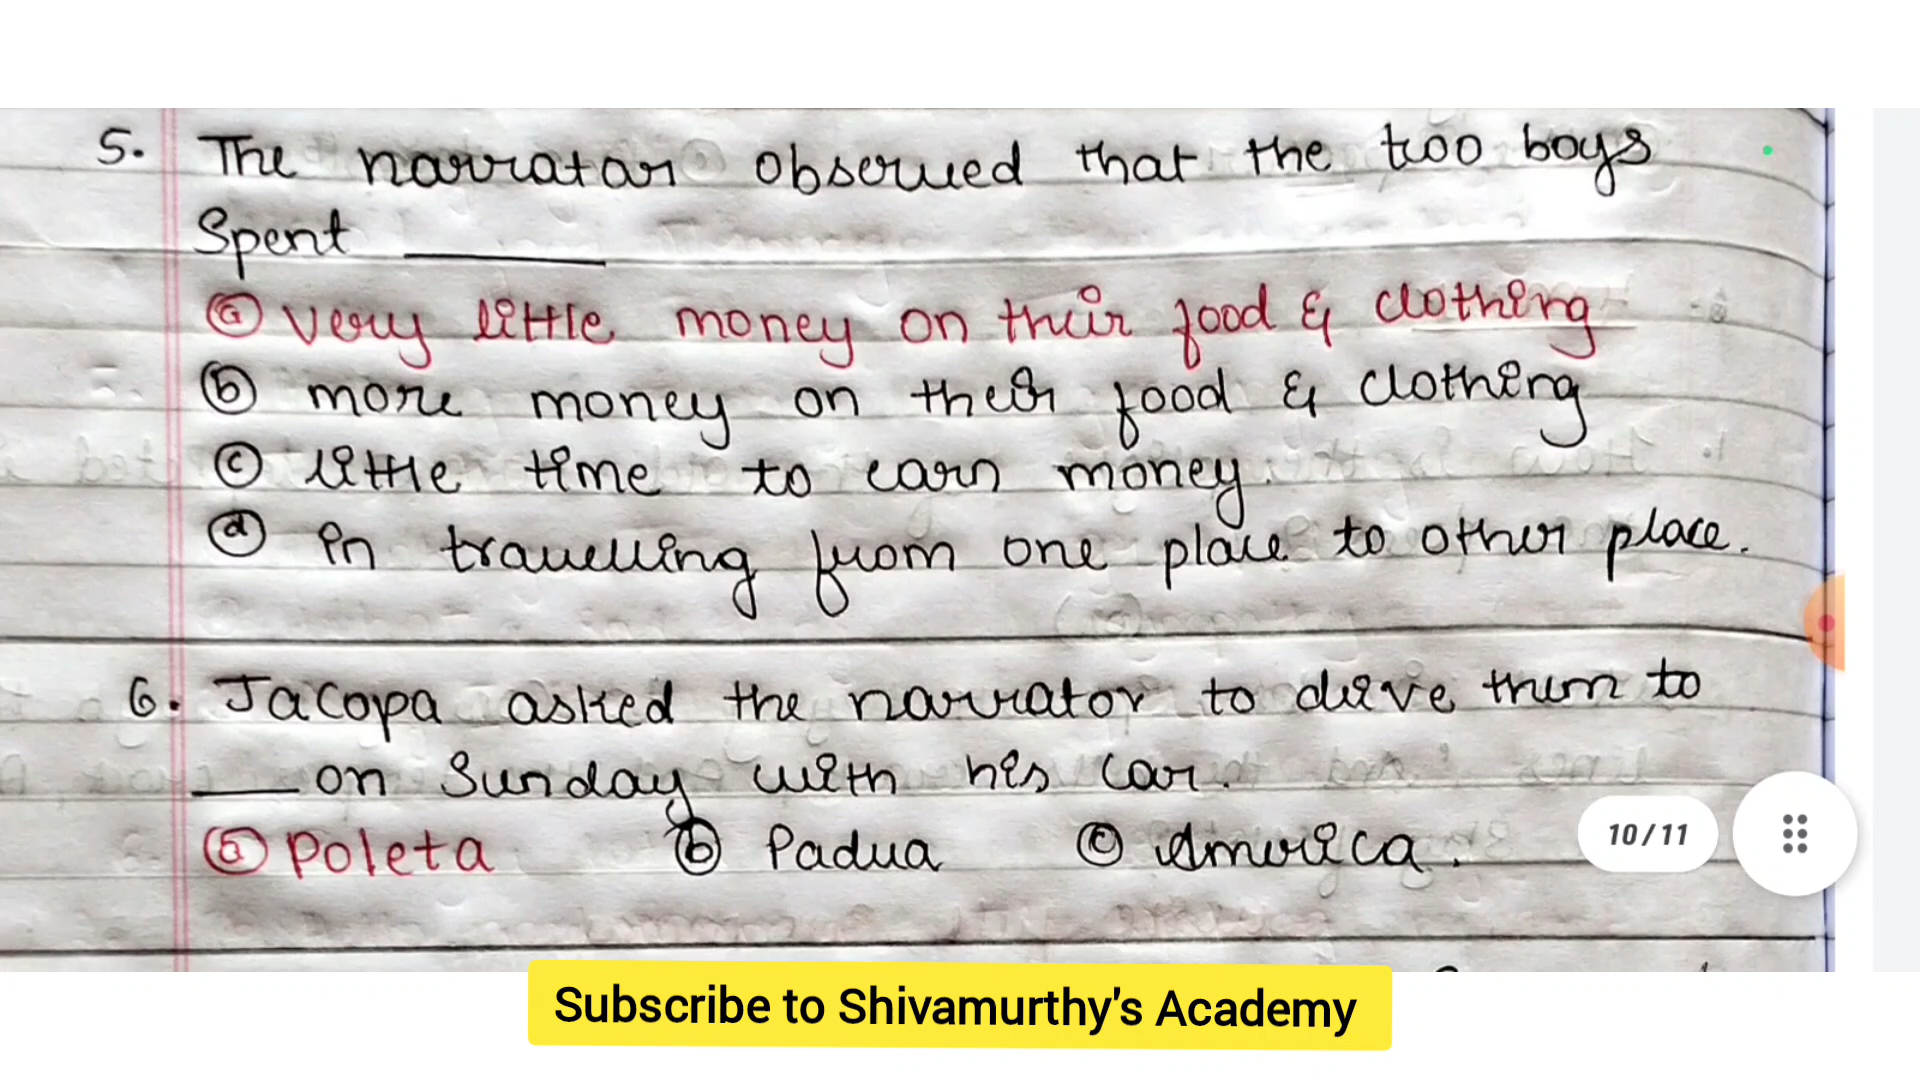 5. The narrator observed that the two boys
Spent ______
ⓐ very little money on their food & clothing
ⓑ more money on their food & clothing
ⓒ little time to earn money.
ⓓ in travelling from one place to other place.
6. Jacopa asked the narrator to drive them to
____ on Sunday with his car.
ⓐ Poleta ⓑ Padua ⓒ America.
10/11
Subscribe to Shivamurthy's Academy